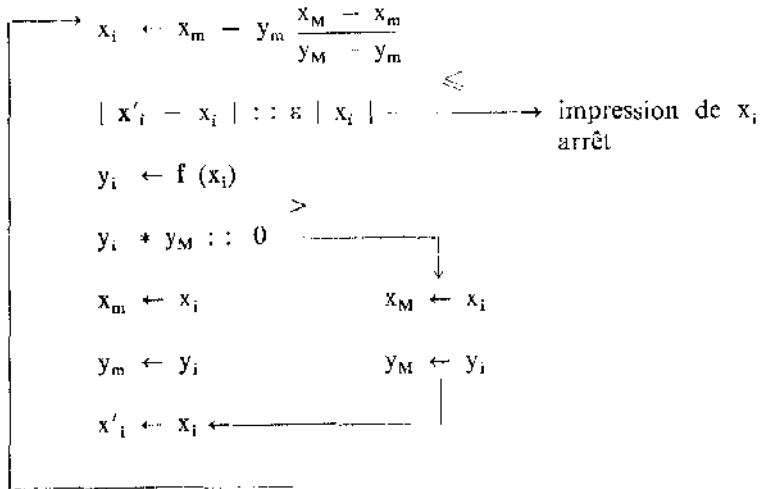 x_i ← x_m − y_m (x_M − x_m)/(y_M − y_m)
≤
| x'_i − x_i | :: ε | x_i | → impression de x_i
arrêt
y_i ← f (x_i)
>
y_i * y_M :: 0
x_m ← x_i x_M ← x_i
y_m ← y_i y_M ← y_i
x'_i ← x_i ←